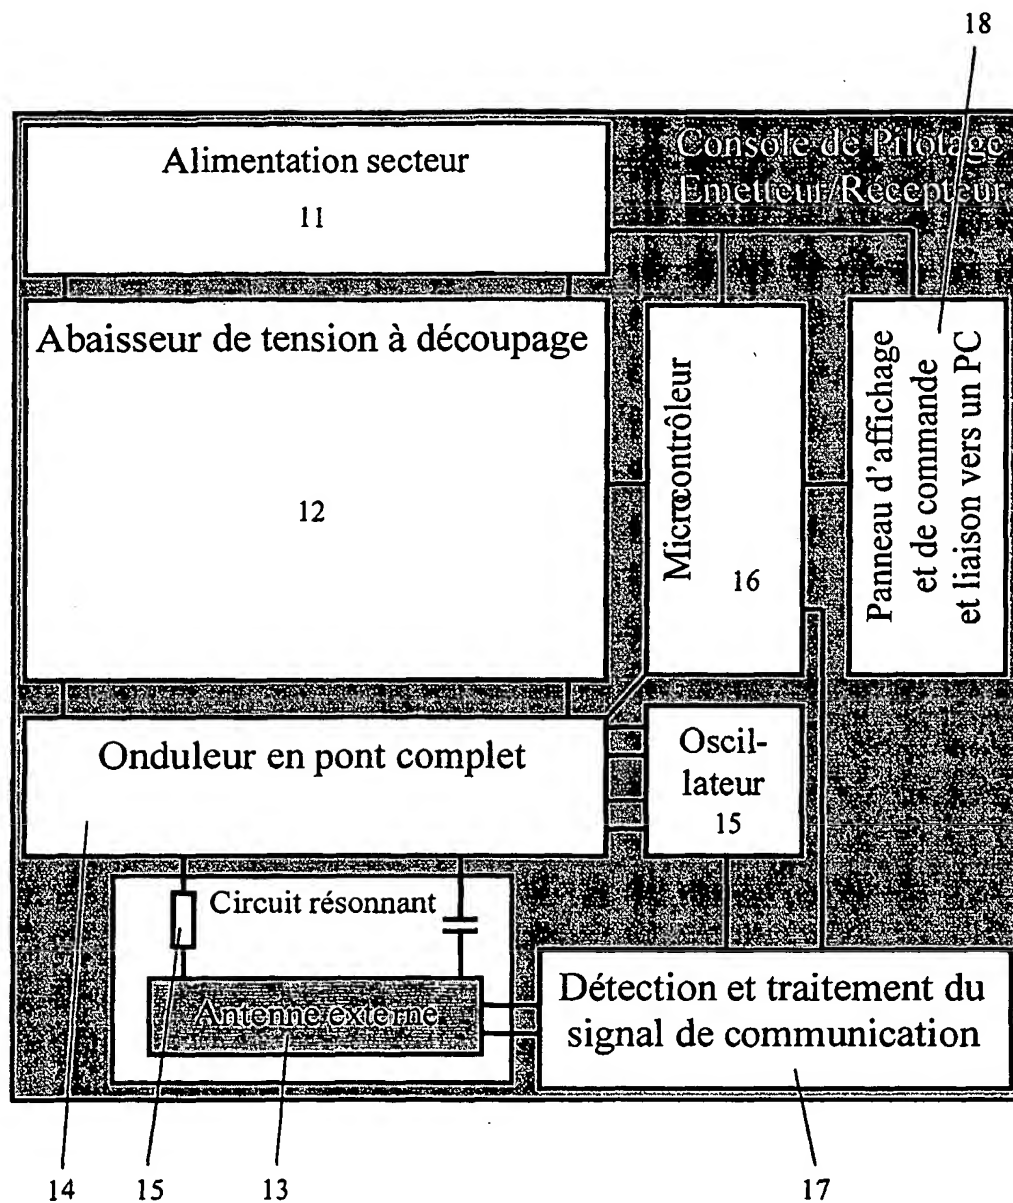 18
Console de Pilotage
Emetteur/Récepteur
Alimentation secteur
11
Abaisseur de tension à découpage
12
Microcontrôleur
16
Panneau d'affichage
et de commande
et liaison vers un PC
Onduleur en pont complet
Oscil-
lateur
15
Circuit résonnant
Antenne externe
Détection et traitement du
signal de communication
14
15
13
17